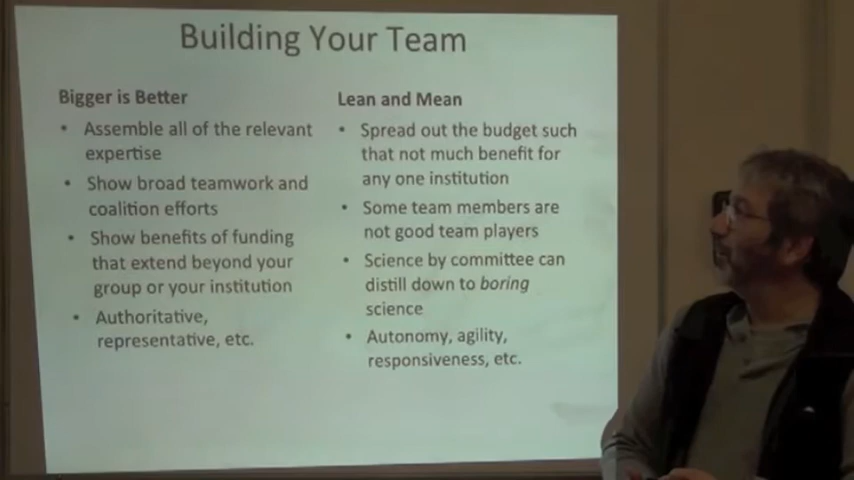 Building Your Team
Bigger is Better
• Assemble all of the relevant
expertise
• Show broad teamwork and
coalition efforts
• Show benefits of funding
that extend beyond your
group or your institution
• Authoritative,
representative, etc.
Lean and Mean
• Spread out the budget such
that not much benefit for
any one institution
• Some team members are
not good team players
• Science by committee can
distill down to boring
science
• Autonomy, agility,
responsiveness, etc.